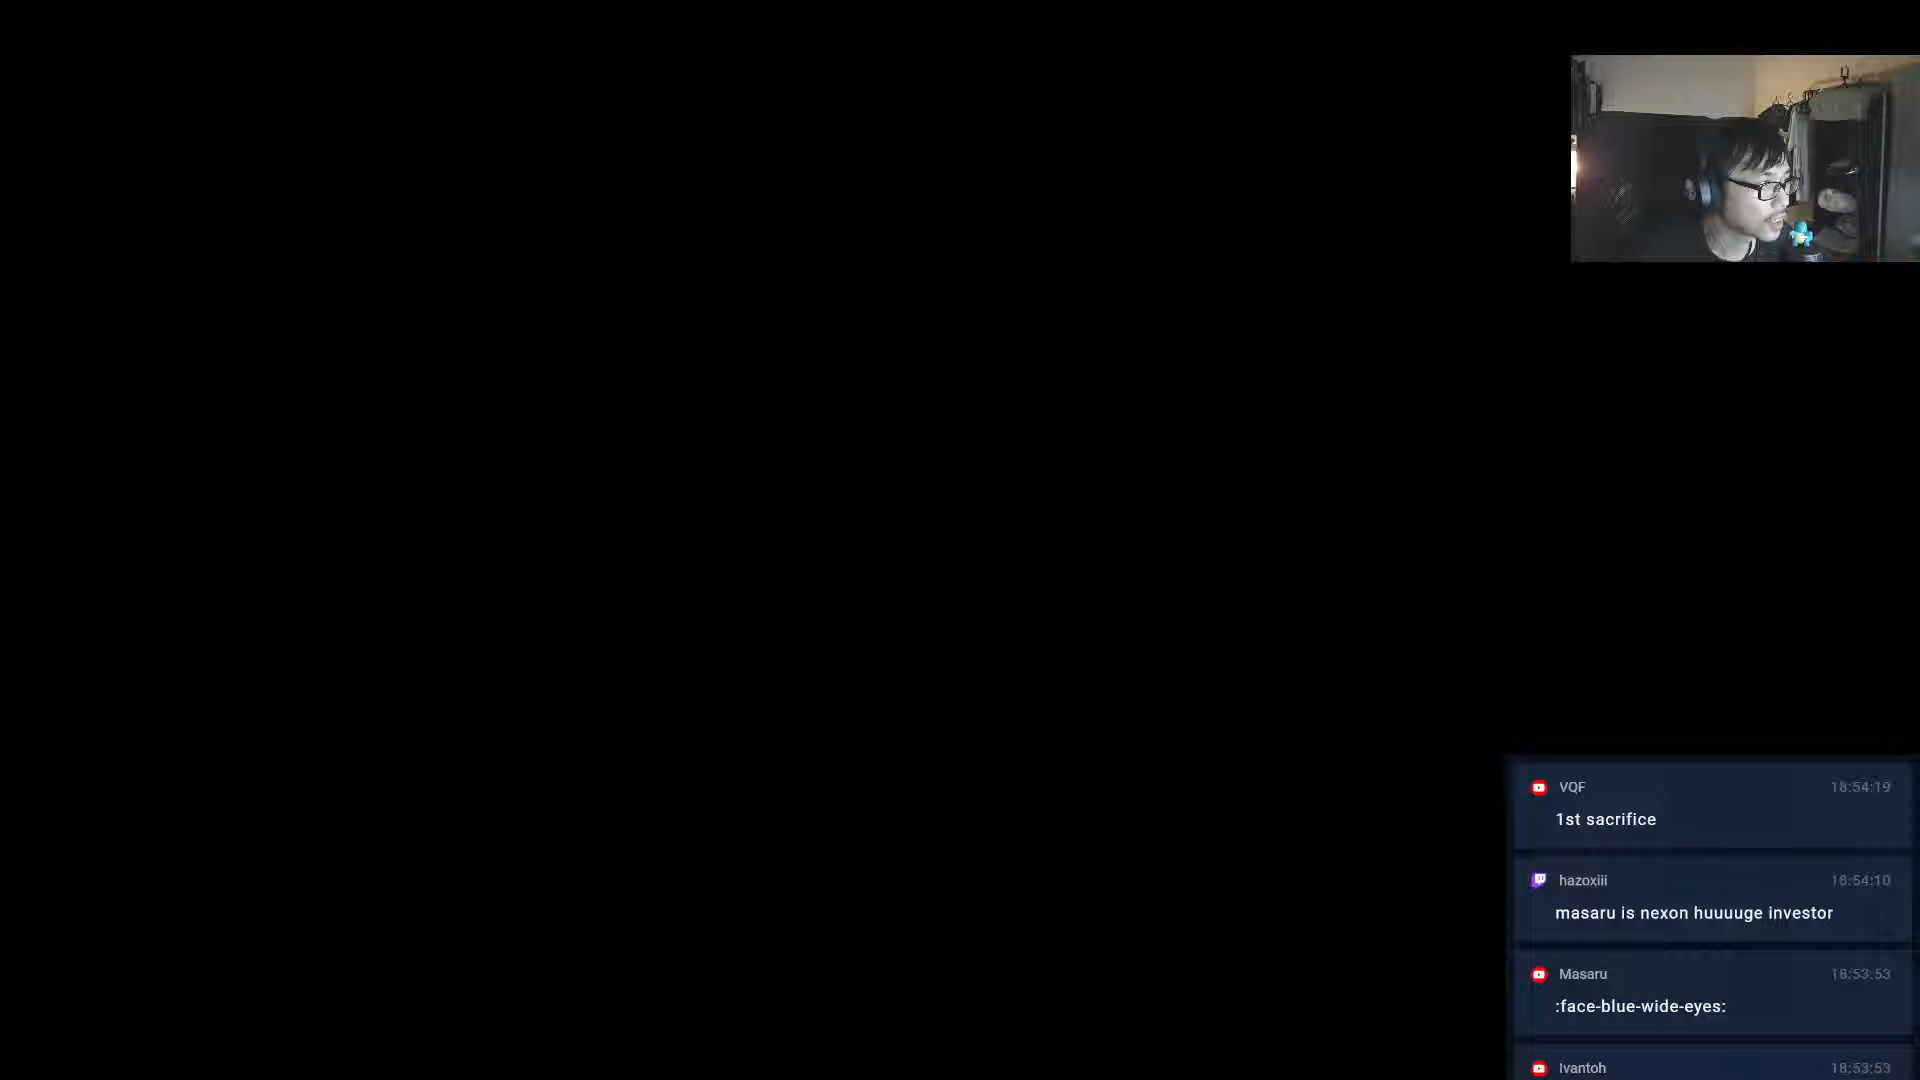 VQF 18:54:19
1st sacrifice
hazoxiii 18:54:10
masaru is nexon huuuuge investor
Masaru 18:53:53
:face-blue-wide-eyes:
Ivantoh 18:53:53